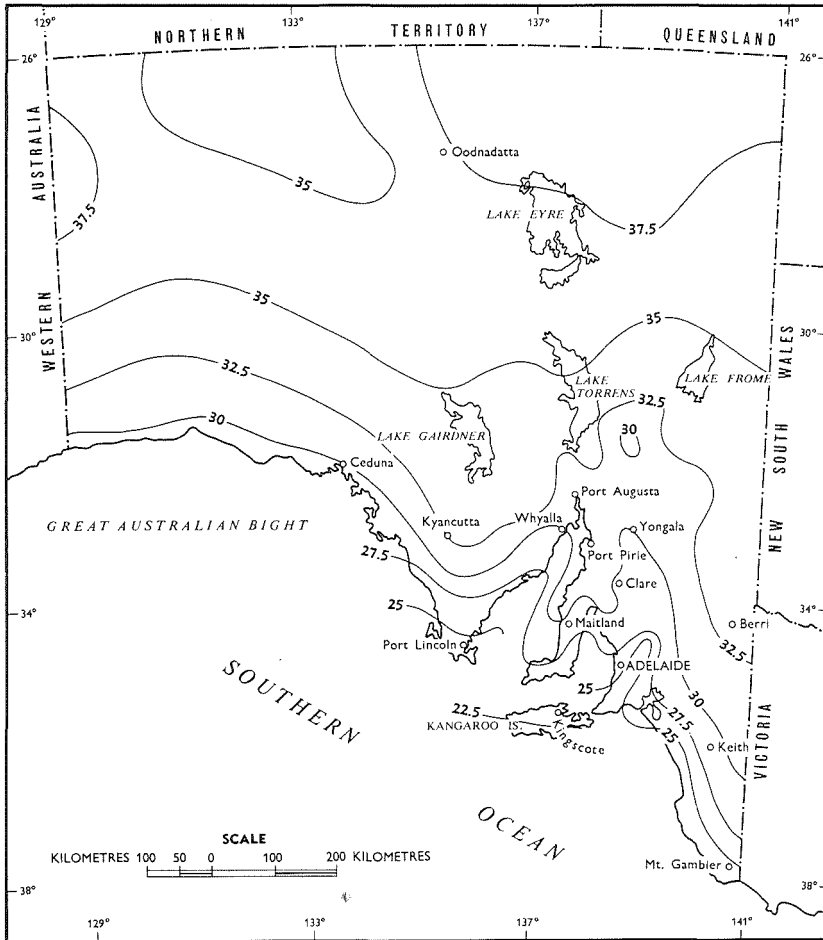 129° 133° 137° 141°
NORTHERN TERRITORY QUEENSLAND
26° 26°
WESTERN AUSTRALIA
Oodnadatta
35
37.5
LAKE EYRE
37.5
35
35
30° 30°
32.5
LAKE TORRENS
LAKE FROME
NEW SOUTH WALES
32.5
30
30
LAKE GAIRDNER
Ceduna
Port Augusta
GREAT AUSTRALIAN BIGHT
Kyancutta
Whyalla
Yongala
27.5
Port Pirie
Clare
34° 34°
25
Maitland
Berri
Port Lincoln
32.5
ADELAIDE
25
SOUTHERN OCEAN
22.5
30
27.5
25
KANGAROO IS.
Kingscote
Keith
VICTORIA
SCALE
KILOMETRES 100 50 0 100 200 KILOMETRES
Mt. Gambier
38° 38°
129° 133° 137° 141°